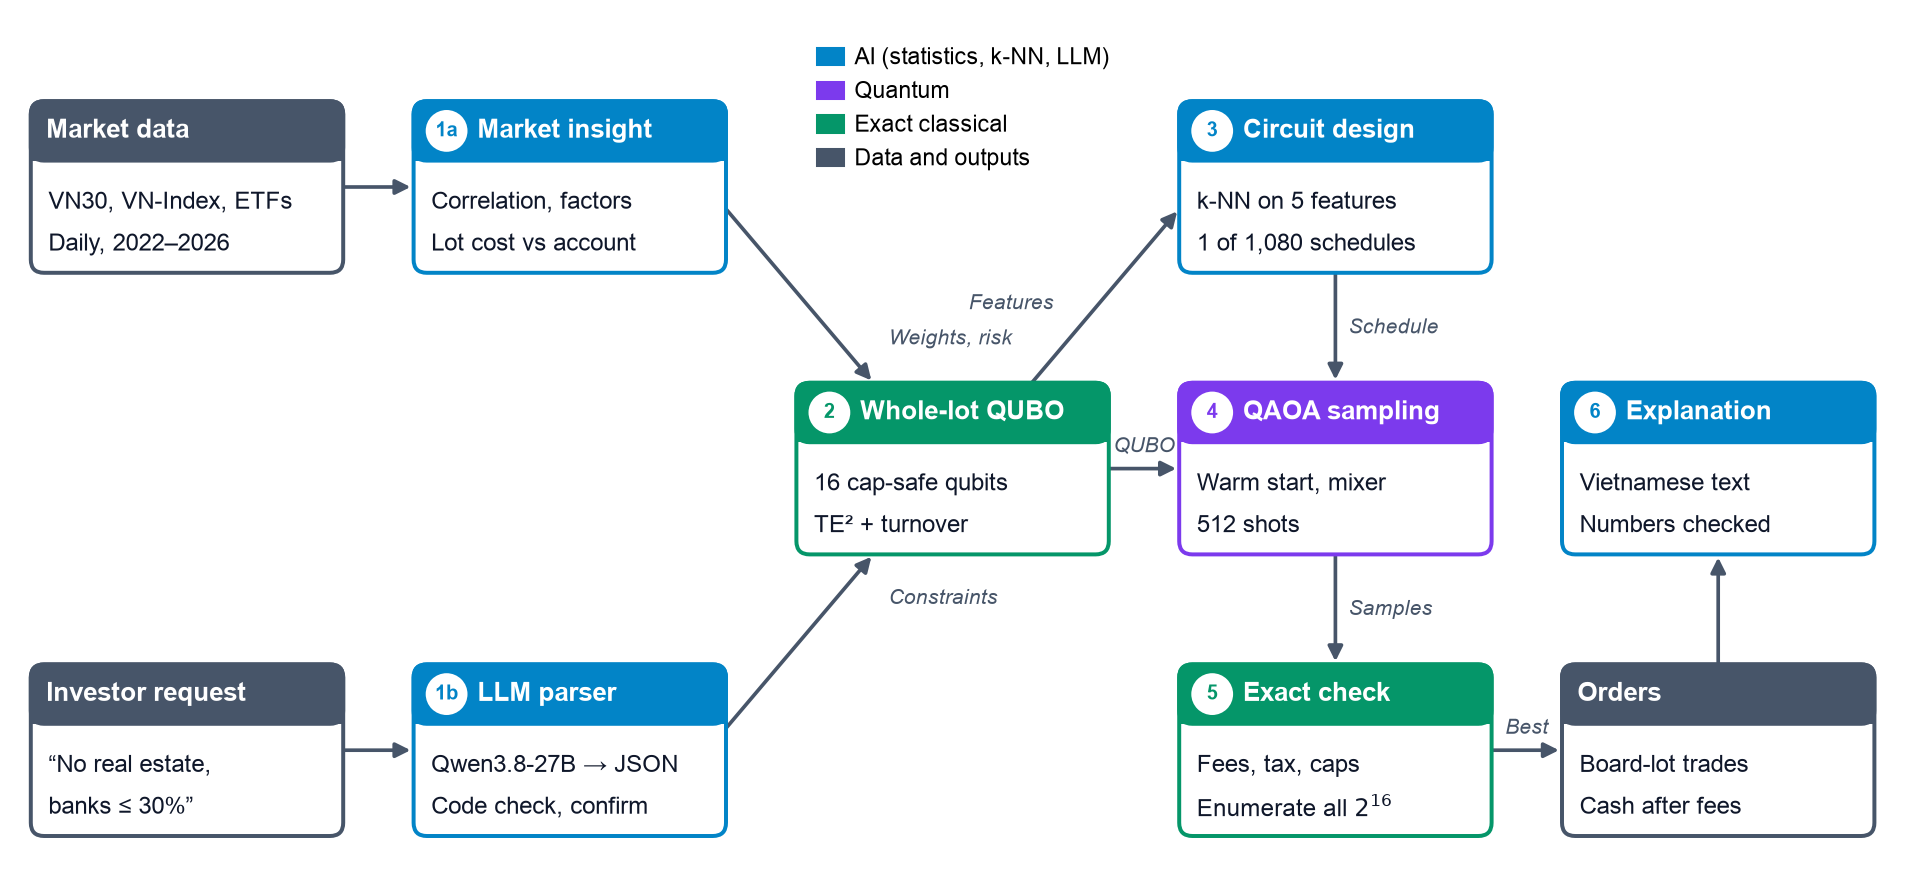 AI (statistics, k-NN, LLM)
Quantum
Exact classical
Data and outputs
Market data
VN30, VN-Index, ETFs
Daily, 2022–2026
1a Market insight
Correlation, factors
Lot cost vs account
3 Circuit design
k-NN on 5 features
1 of 1,080 schedules
Features
Weights, risk
Schedule
2 Whole-lot QUBO
16 cap-safe qubits
TE² + turnover
QUBO
4 QAOA sampling
Warm start, mixer
512 shots
6 Explanation
Vietnamese text
Numbers checked
Constraints
Samples
Investor request
“No real estate,
banks ≤ 30%”
1b LLM parser
Qwen3.8-27B → JSON
Code check, confirm
5 Exact check
Fees, tax, caps
Enumerate all 2¹⁶
Best
Orders
Board-lot trades
Cash after fees